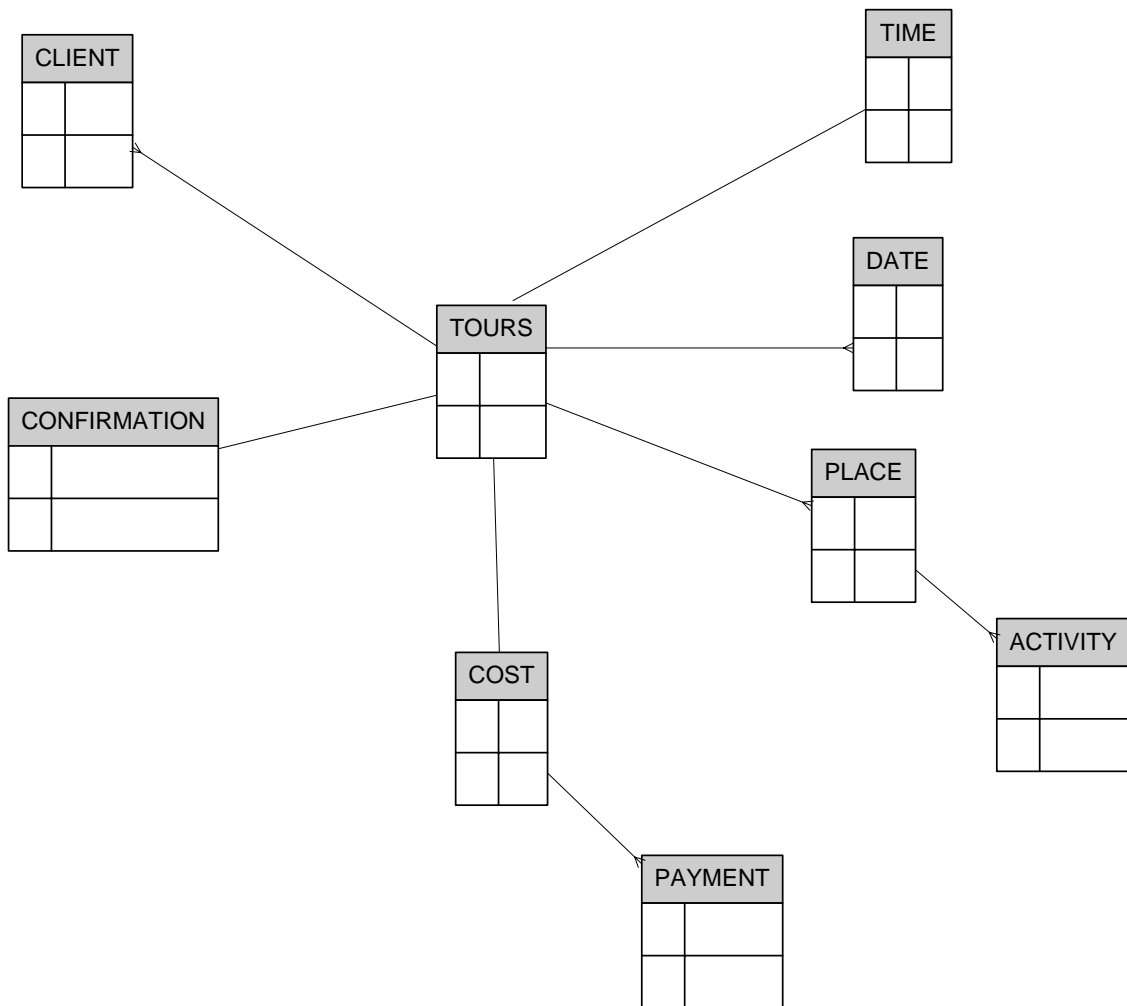 CLIENT
TIME
DATE
TOURS
CONFIRMATION
PLACE
ACTIVITY
COST
PAYMENT